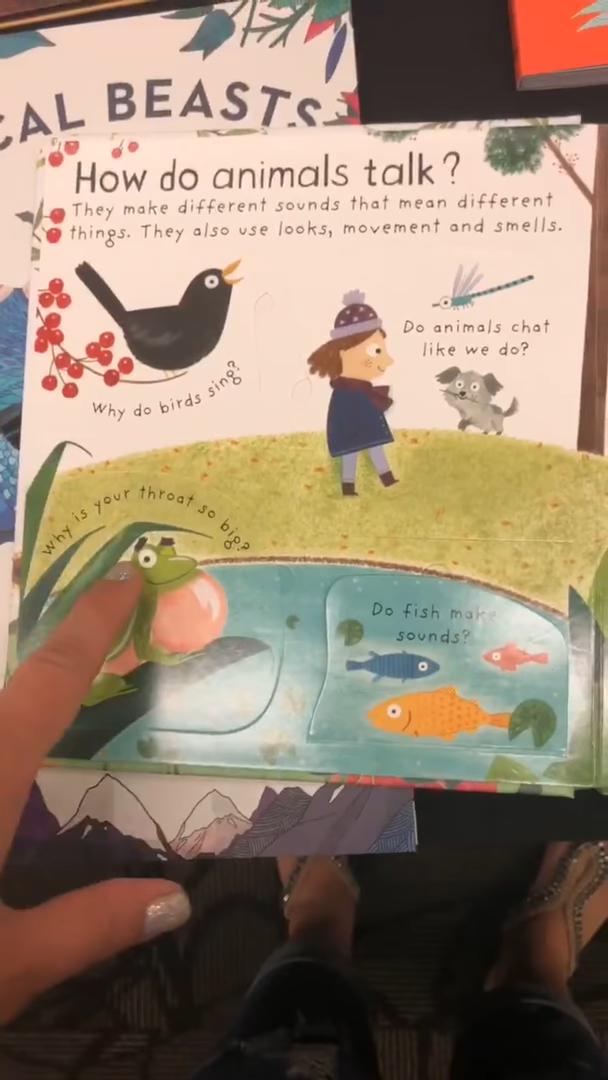 CAL BEASTS
How do animals talk?
They make different sounds that mean different
things. They also use looks, movement and smells.
Do animals chat
like we do?
Why do birds sing?
Why is your throat so big?
Do fish make
sounds?